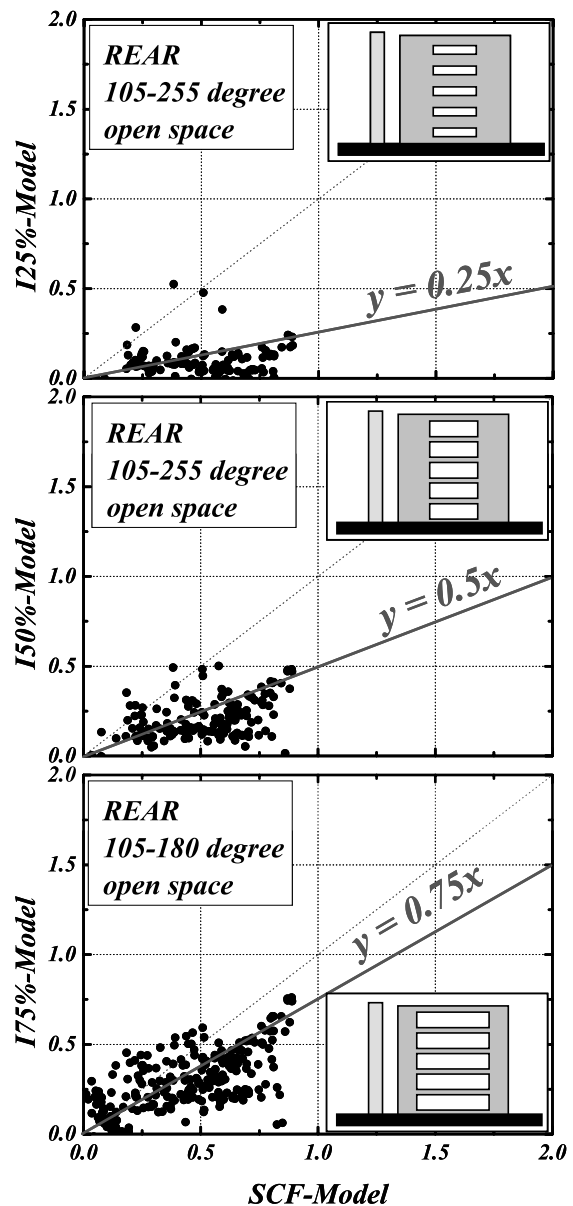 2.0
REAR
105-255 degree
open space
1.5
1.0
0.5
0.0
I25%-Model
y = 0.25x
2.0
REAR
105-255 degree
open space
1.5
1.0
0.5
0.0
I50%-Model
y = 0.5x
2.0
REAR
105-180 degree
open space
1.5
1.0
0.5
0.0
I75%-Model
y = 0.75x
0.0 0.5 1.0 1.5 2.0
SCF-Model